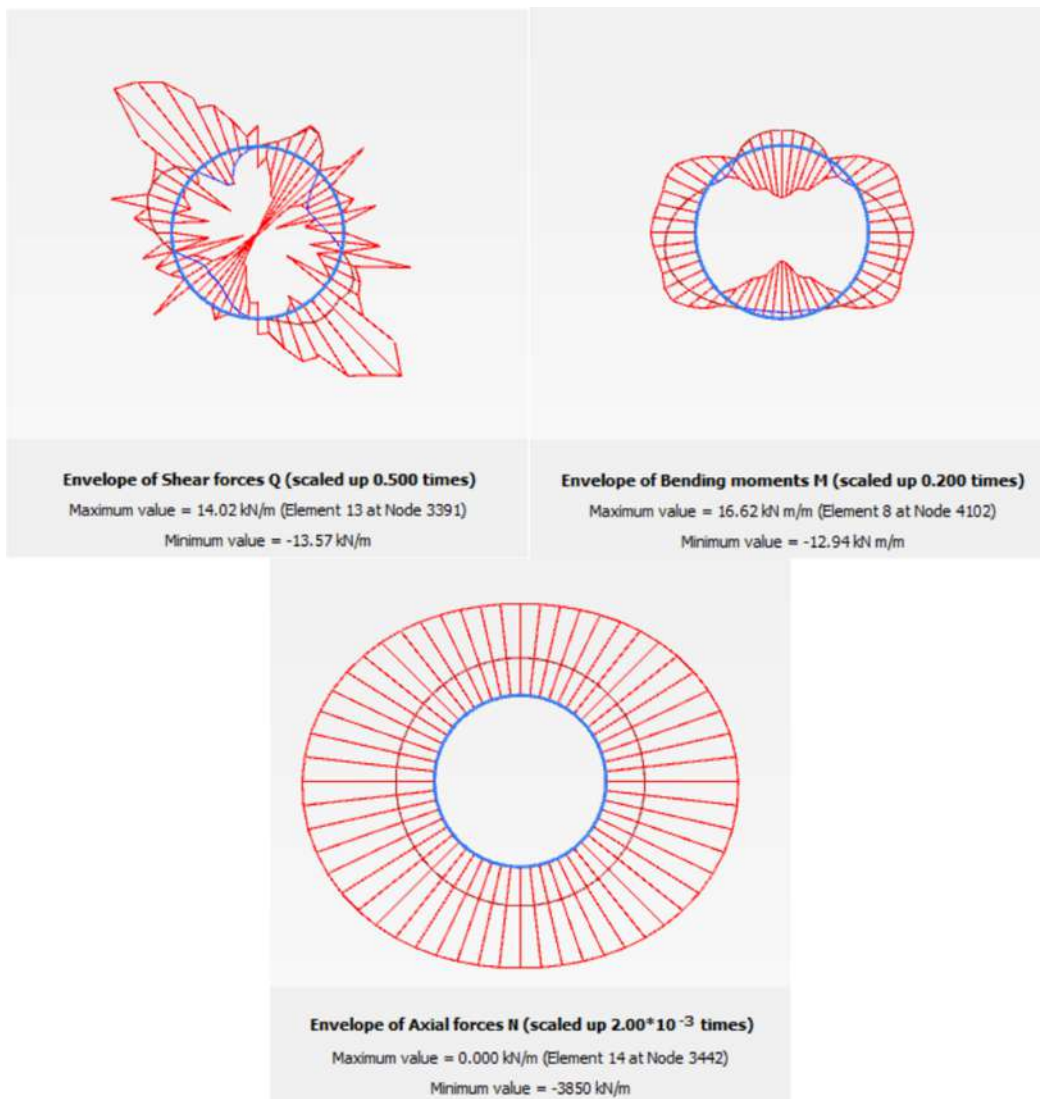 Envelope of Shear forces Q (scaled up 0.500 times)
Maximum value = 14.02 kN/m (Element 13 at Node 3391)
Minimum value = -13.57 kN/m
Envelope of Bending moments M (scaled up 0.200 times)
Maximum value = 16.62 kN m/m (Element 8 at Node 4102)
Minimum value = -12.94 kN m/m
Envelope of Axial forces N (scaled up 2.00*10⁻³ times)
Maximum value = 0.000 kN/m (Element 14 at Node 3442)
Minimum value = -3850 kN/m